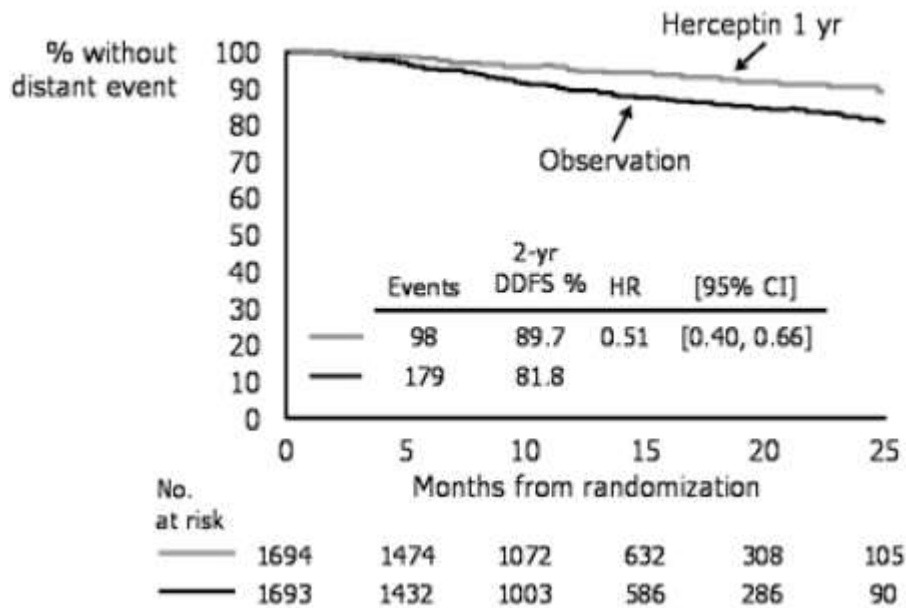 Herceptin 1 yr
% without
distant event
100
90
80
70
60
50
40
30
20
10
0
Observation
2-yr
Events DDFS % HR [95% CI]
98 89.7 0.51 [0.40, 0.66]
179 81.8
0 5 10 15 20 25
Months from randomization
No.
at risk
1694 1474 1072 632 308 105
1693 1432 1003 586 286 90